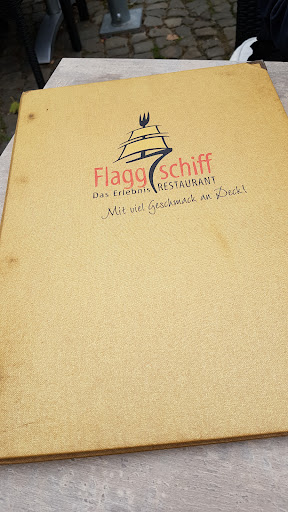 Flaggschiff
Das Erlebnis RESTAURANT
Mit viel Geschmack an Deck!